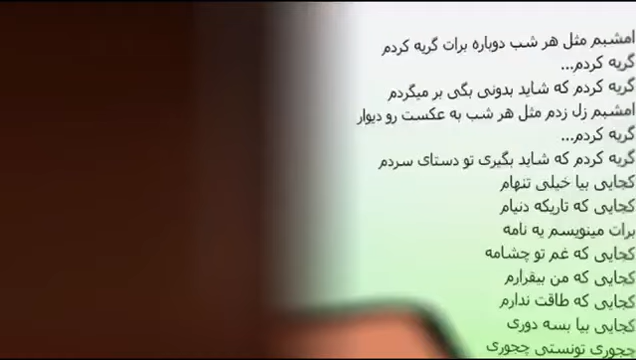 امشبم مثل هر شب دوباره برات گریه کردم
گریه کردم...
گریه کردم که شاید بدونی بگی بر میگردم
امشبم زل زدم مثل هر شب به عکست رو دیوار
گریه کردم...
گریه کردم که شاید بگیری تو دستای سردم
کجایی بیا خیلی تنهام
کجایی که تاریکه دنیام
برات مینویسم یه نامه
کجایی که غم تو چشامه
کجایی که من بیقرارم
کجایی که طاقت ندارم
کجایی بیا بسه دوری
چجوری تونستی چجوری